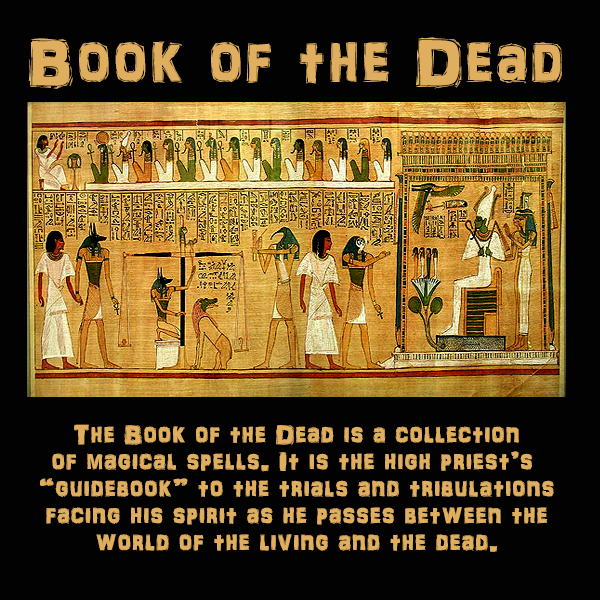 Book of the Dead
The Book of the Dead is a collection
of magical spells. It is the high priest's
"guidebook" to the trials and tribulations
facing his spirit as he passes between the
world of the living and the dead.